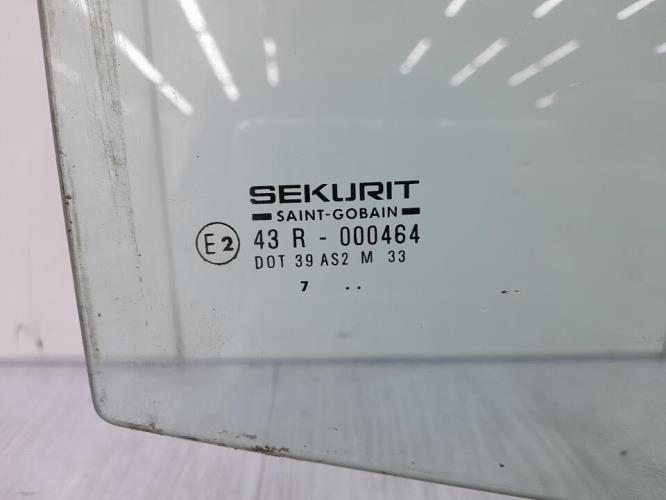 SEKURIT
SAINT-GOBAIN
E2 43 R - 000464
DOT 39 AS2 M 33
7 ..